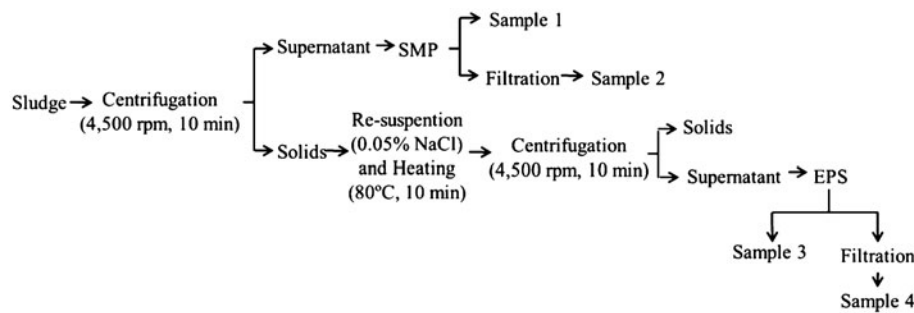 Sample 1
Supernatant
SMP
Filtration
Sample 2
Sludge
Centrifugation
(4,500 rpm, 10 min)
Solids
Re-suspention
(0.05% NaCl)
and Heating
(80ºC, 10 min)
Centrifugation
(4,500 rpm, 10 min)
Solids
Supernatant
EPS
Sample 3
Filtration
Sample 4